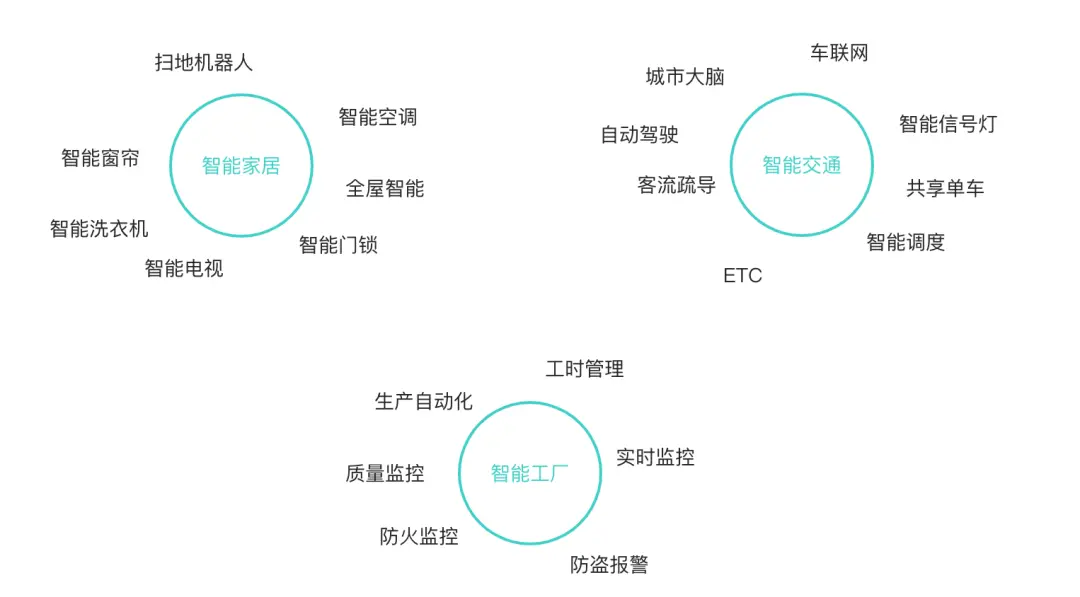 扫地机器人
智能空调
智能窗帘
智能家居
全屋智能
智能洗衣机
智能门锁
智能电视
车联网
城市大脑
智能信号灯
自动驾驶
智能交通
客流疏导
共享单车
智能调度
ETC
工时管理
生产自动化
实时监控
质量监控
智能工厂
防火监控
防盗报警